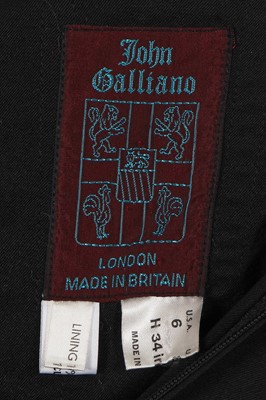 John
Galliano
LONDON
MADE IN BRITAIN
LINING
U.S.A.
6
H 34 in
MADE IN